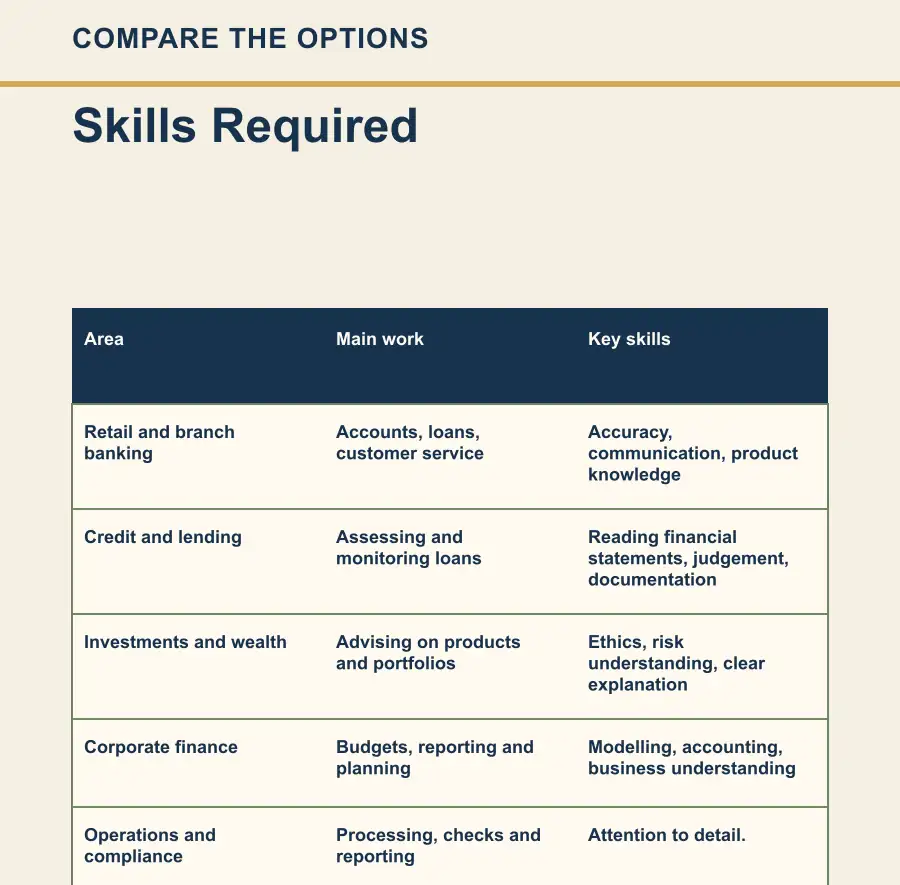 COMPARE THE OPTIONS
Skills Required
Area
Main work
Key skills
Retail and branch
banking
Accounts, loans,
customer service
Accuracy,
communication, product
knowledge
Credit and lending
Assessing and
monitoring loans
Reading financial
statements, judgement,
documentation
Investments and wealth
Advising on products
and portfolios
Ethics, risk
understanding, clear
explanation
Corporate finance
Budgets, reporting and
planning
Modelling, accounting,
business understanding
Operations and
compliance
Processing, checks and
reporting
Attention to detail.